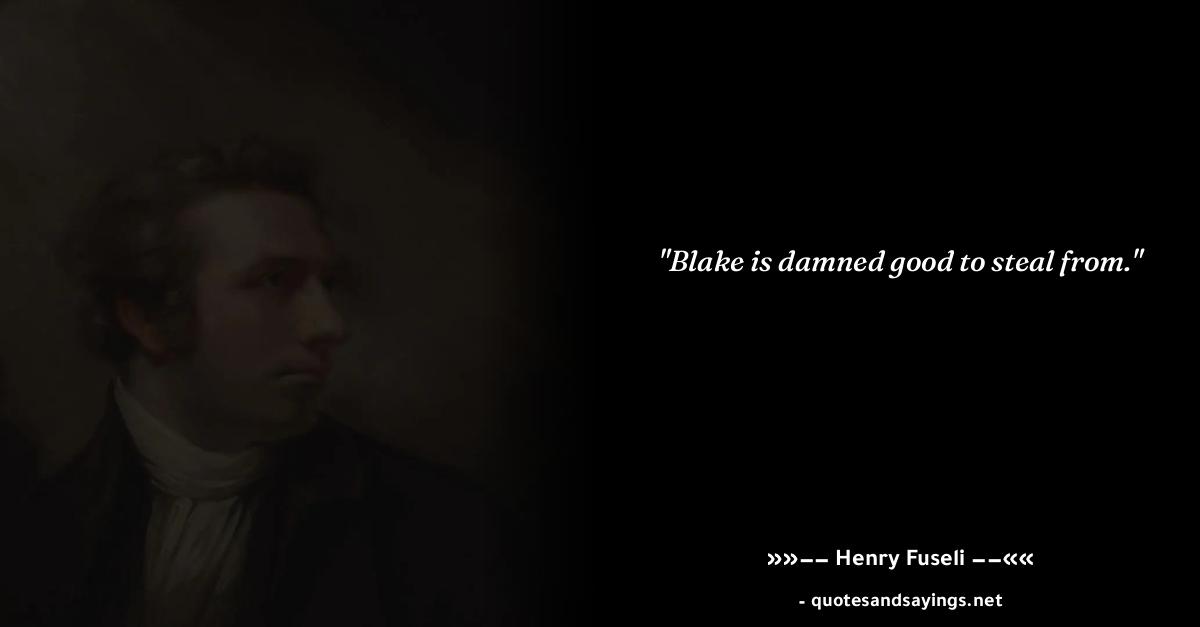 "Blake is damned good to steal from."
»»−− Henry Fuseli −−««
- quotesandsayings.net